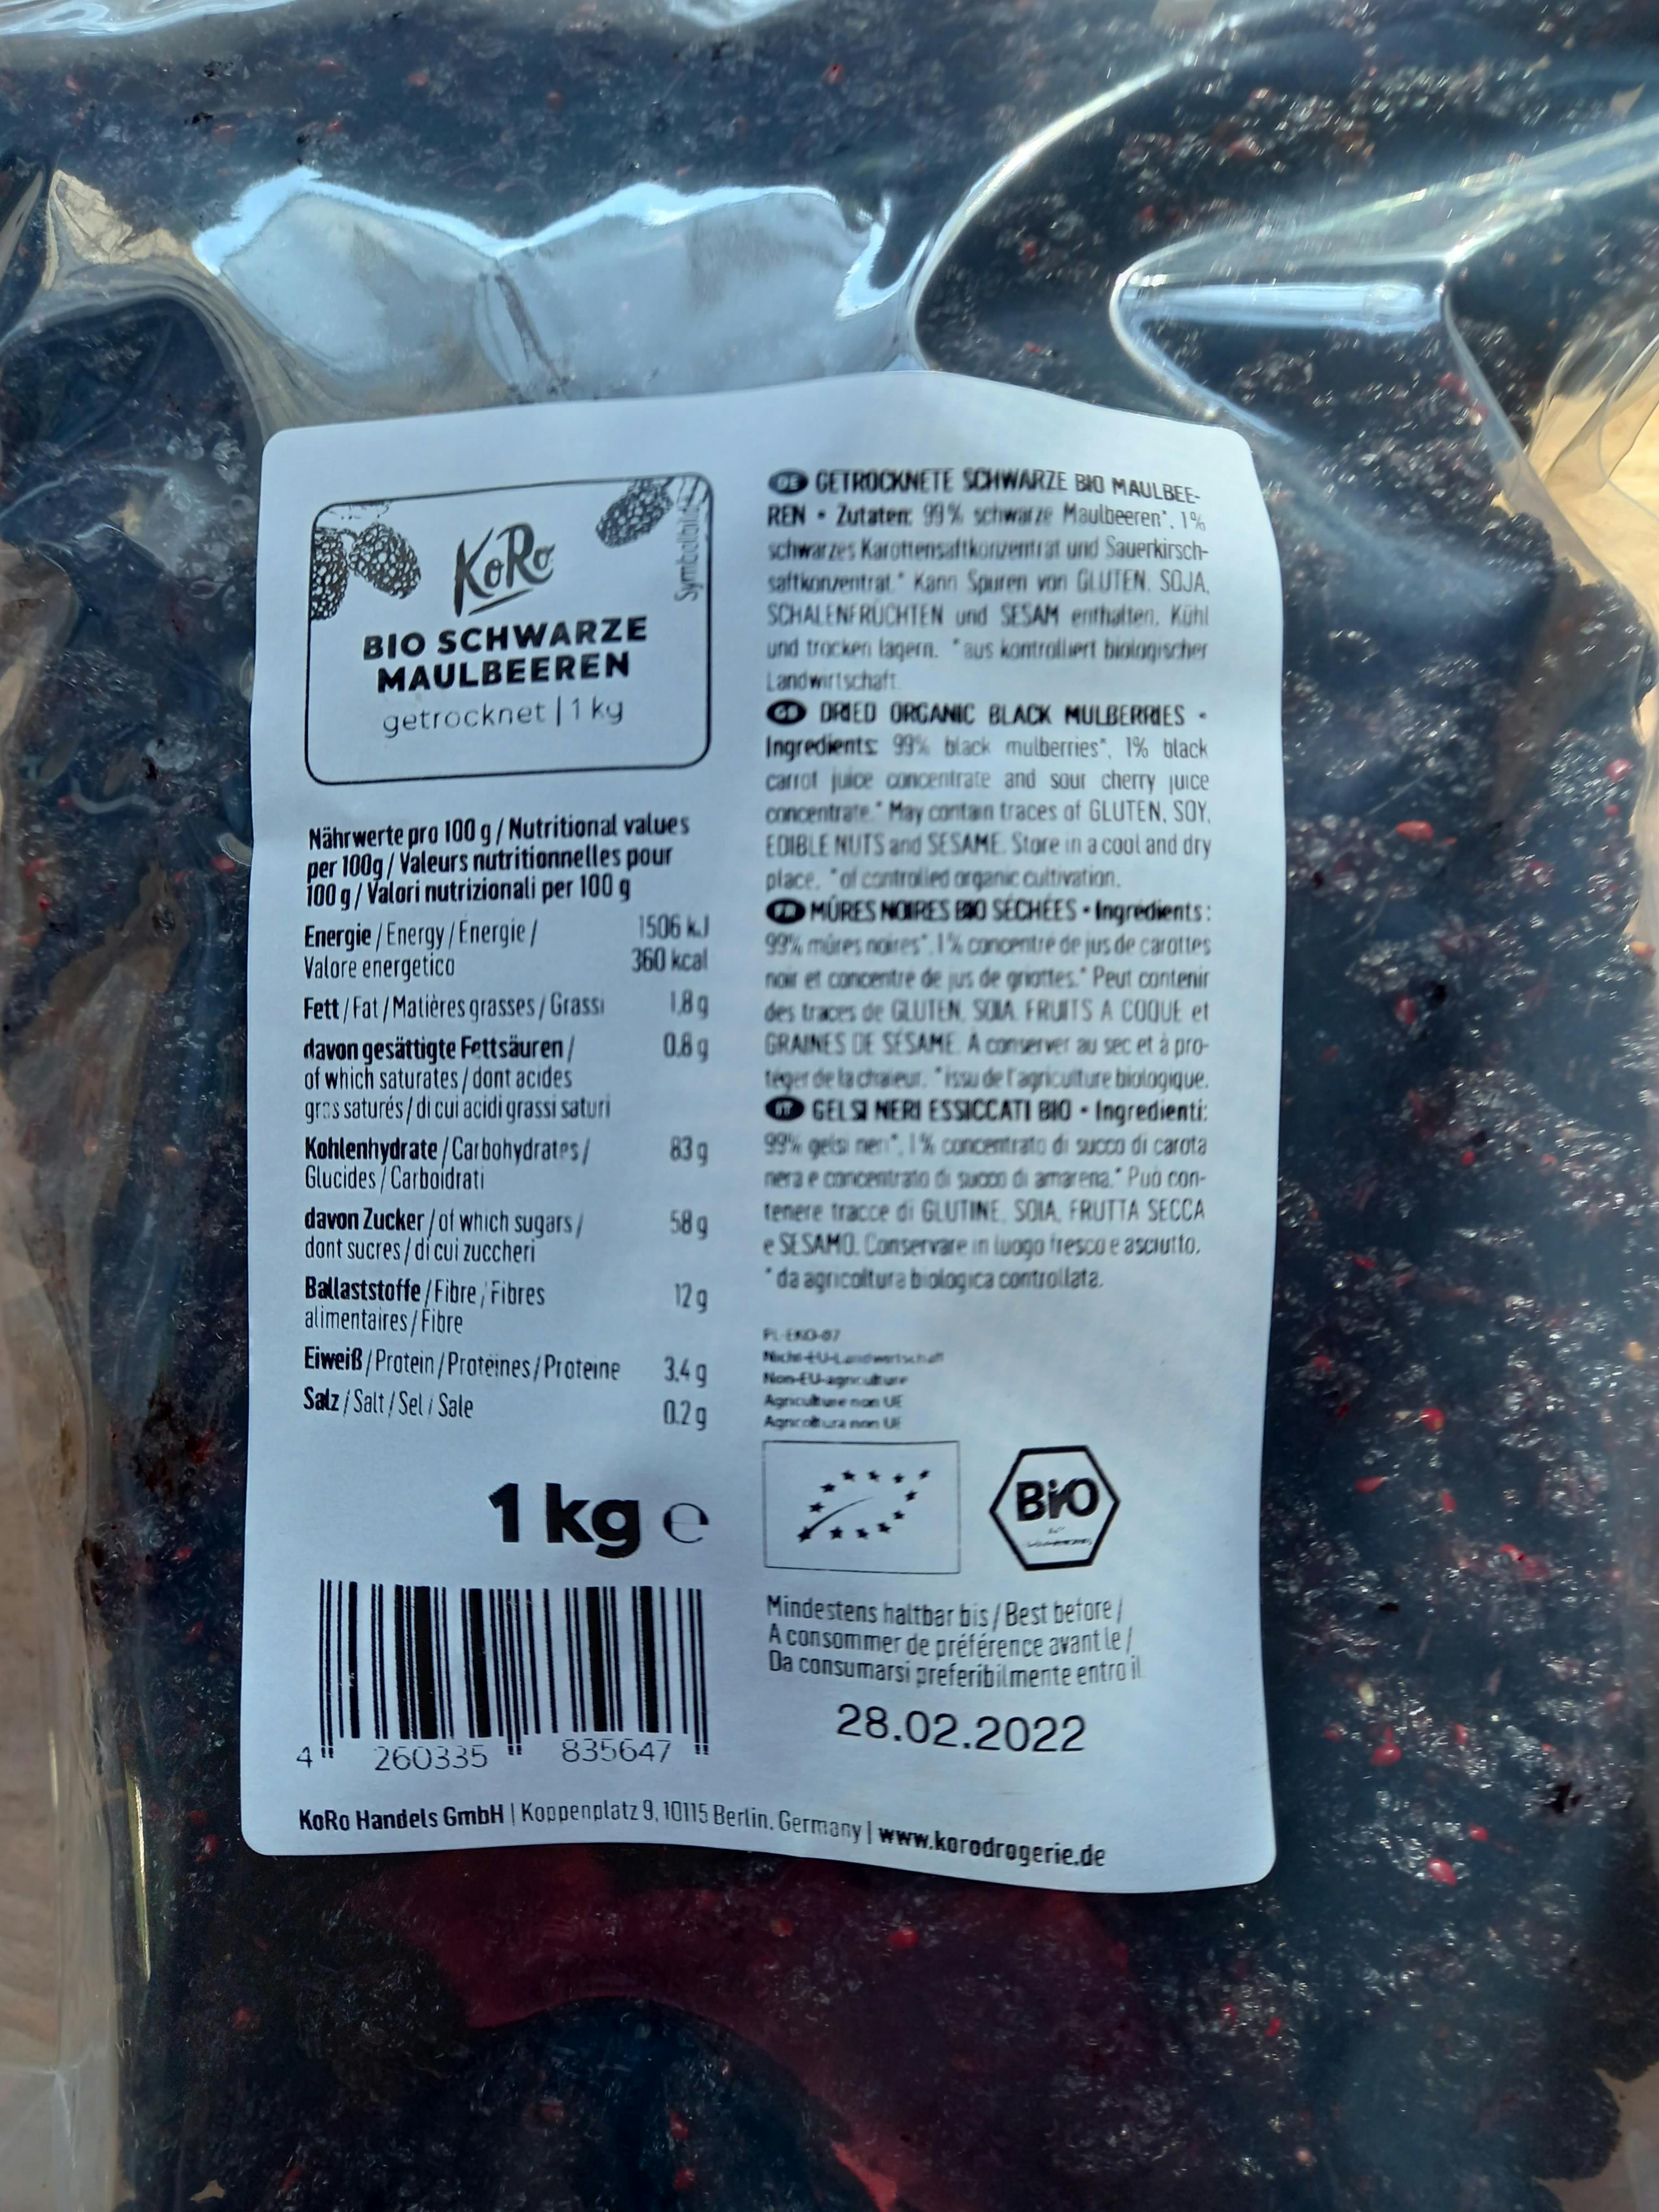 KoRo
Symbolbild
BIO SCHWARZE
MAULBEEREN
getrocknet | 1 kg
Nährwerte pro 100 g / Nutritional values
per 100g / Valeurs nutritionnelles pour
100 g / Valori nutrizionali per 100 g
Energie / Energy / Énergie / 1506 kJ
Valore energetico 360 kcal
Fett / Fat / Matières grasses / Grassi 1.8 g
davon gesättigte Fettsäuren / 0.8 g
of which saturates / dont acides
gras saturés / di cui acidi grassi saturi
Kohlenhydrate / Carbohydrates / 83 g
Glucides / Carboidrati
davon Zucker / of which sugars / 58 g
dont sucres / di cui zuccheri
Ballaststoffe / Fibre / Fibres 12 g
alimentaires / Fibre
Eiweiß / Protein / Protéines / Proteine 3.4 g
Salz / Salt / Sel / Sale 0.2 g
1 kg e
4 260335 835647
DE GETROCKNETE SCHWARZE BIO MAULBEE-
REN • Zutaten: 99% schwarze Maulbeeren*, 1%
schwarzes Karottensaftkonzentrat und Sauerkirsch-
saftkonzentrat.* Kann Spuren von GLUTEN, SOJA,
SCHALENFRÜCHTEN und SESAM enthalten. Kühl
und trocken lagern. *aus kontrolliert biologischer
Landwirtschaft.
GB DRIED ORGANIC BLACK MULBERRIES •
Ingredients: 99% black mulberries*, 1% black
carrot juice concentrate and sour cherry juice
concentrate.* May contain traces of GLUTEN, SOY,
EDIBLE NUTS and SESAME. Store in a cool and dry
place. *of controlled organic cultivation.
FR MÛRES NOIRES BIO SÉCHÉES • Ingrédients:
99% mûres noires*, 1% concentré de jus de carottes
noir et concentré de jus de griottes.* Peut contenir
des traces de GLUTEN, SOIA, FRUITS A COQUE et
GRAINES DE SÉSAME. À conserver au sec et à pro-
téger de la chaleur. *issu de l'agriculture biologique.
IT GELSI NERI ESSICCATI BIO • Ingredienti:
99% gelsi neri*, 1% concentrato di succo di carota
nera e concentrato di succo di amarena.* Può con-
tenere tracce di GLUTINE, SOIA, FRUTTA SECCA
e SESAMO. Conservare in luogo fresco e asciutto.
*da agricoltura biologica controllata.
PL-EKO-07
Nicht-EU-Landwirtschaft
Non-EU-agriculture
Agriculture non UE
Agricoltura non UE
BIO
Mindestens haltbar bis / Best before /
A consommer de préférence avant le /
Da consumarsi preferibilmente entro il
28.02.2022
KoRo Handels GmbH | Koppenplatz 9, 10115 Berlin, Germany | www.korodrogerie.de